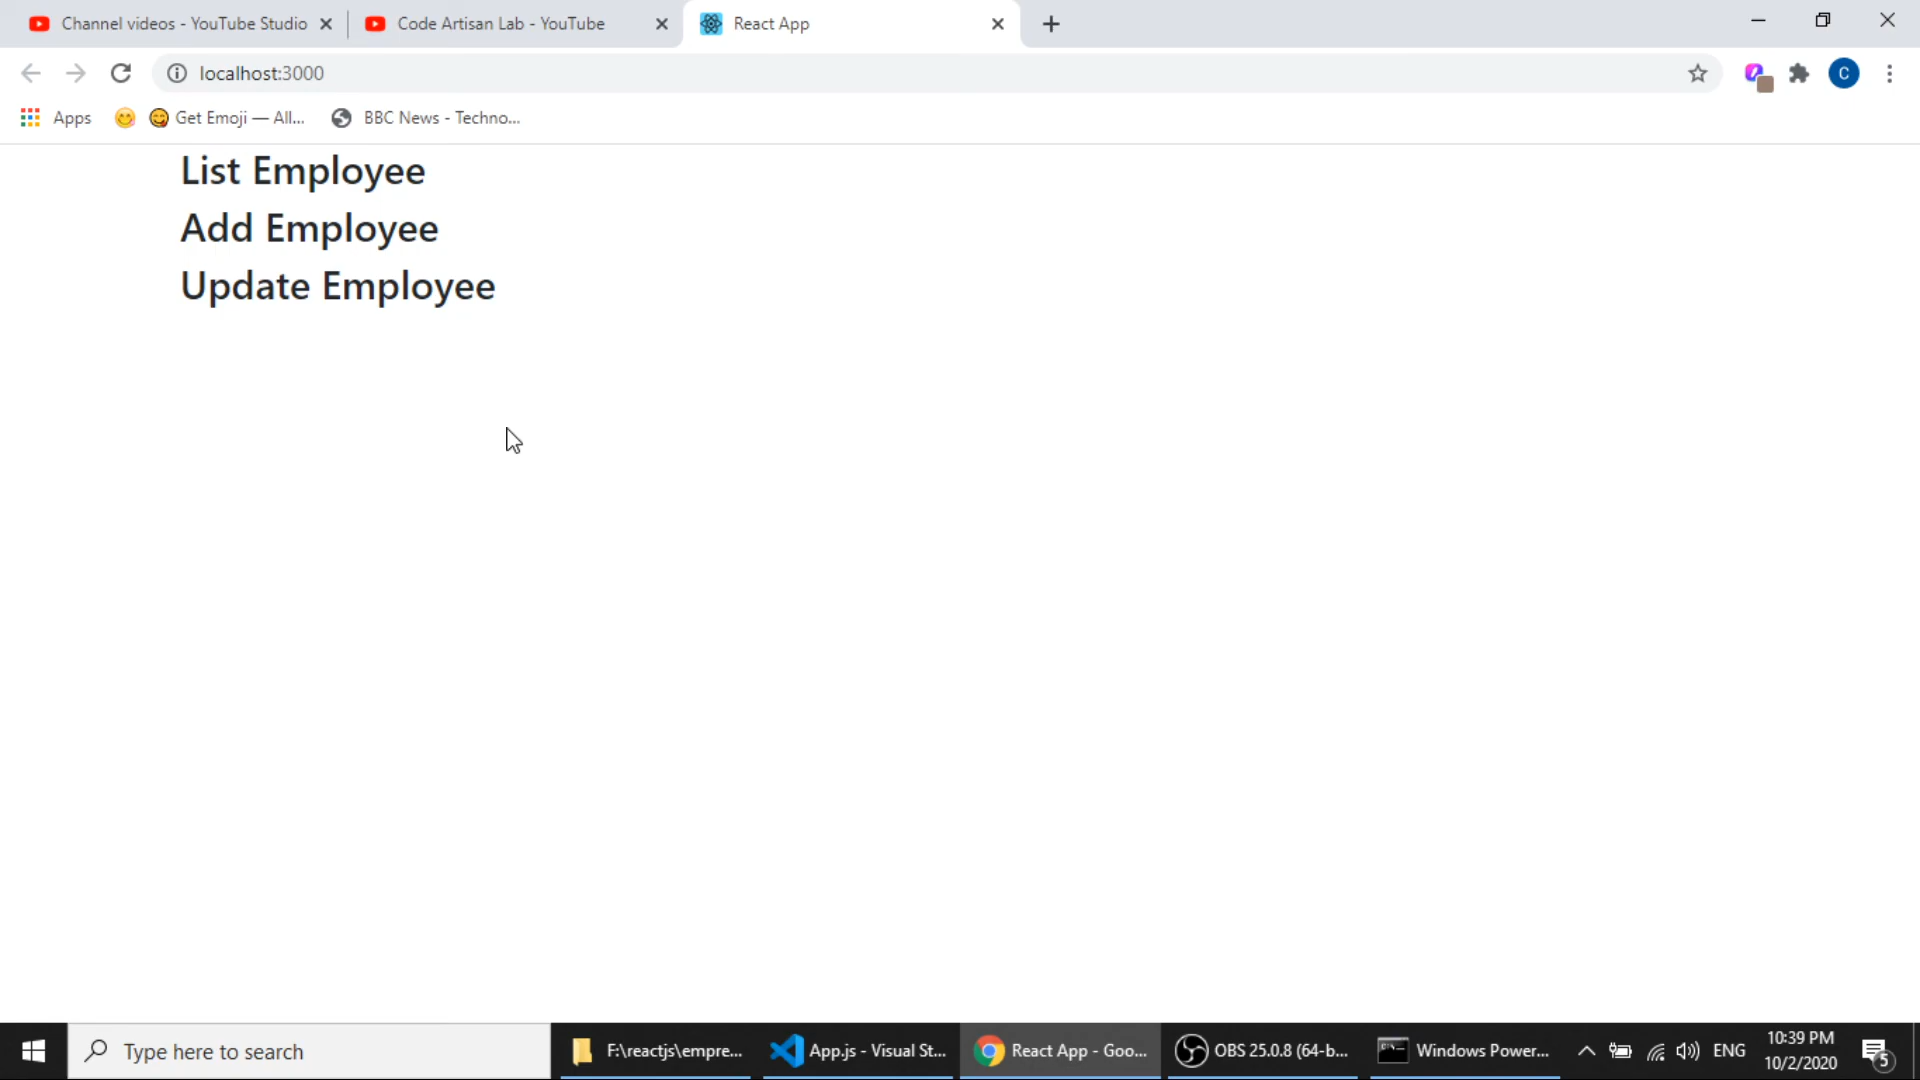 Channel videos - YouTube Studio
Code Artisan Lab - YouTube
React App
localhost:3000
C
Apps
Get Emoji — All...
BBC News - Techno...
List Employee
Add Employee
Update Employee
Type here to search
F:\reactjs\empre...
App.js - Visual St...
React App - Goo...
OBS 25.0.8 (64-b...
Windows Power...
ENG
10:39 PM
10/2/2020
5